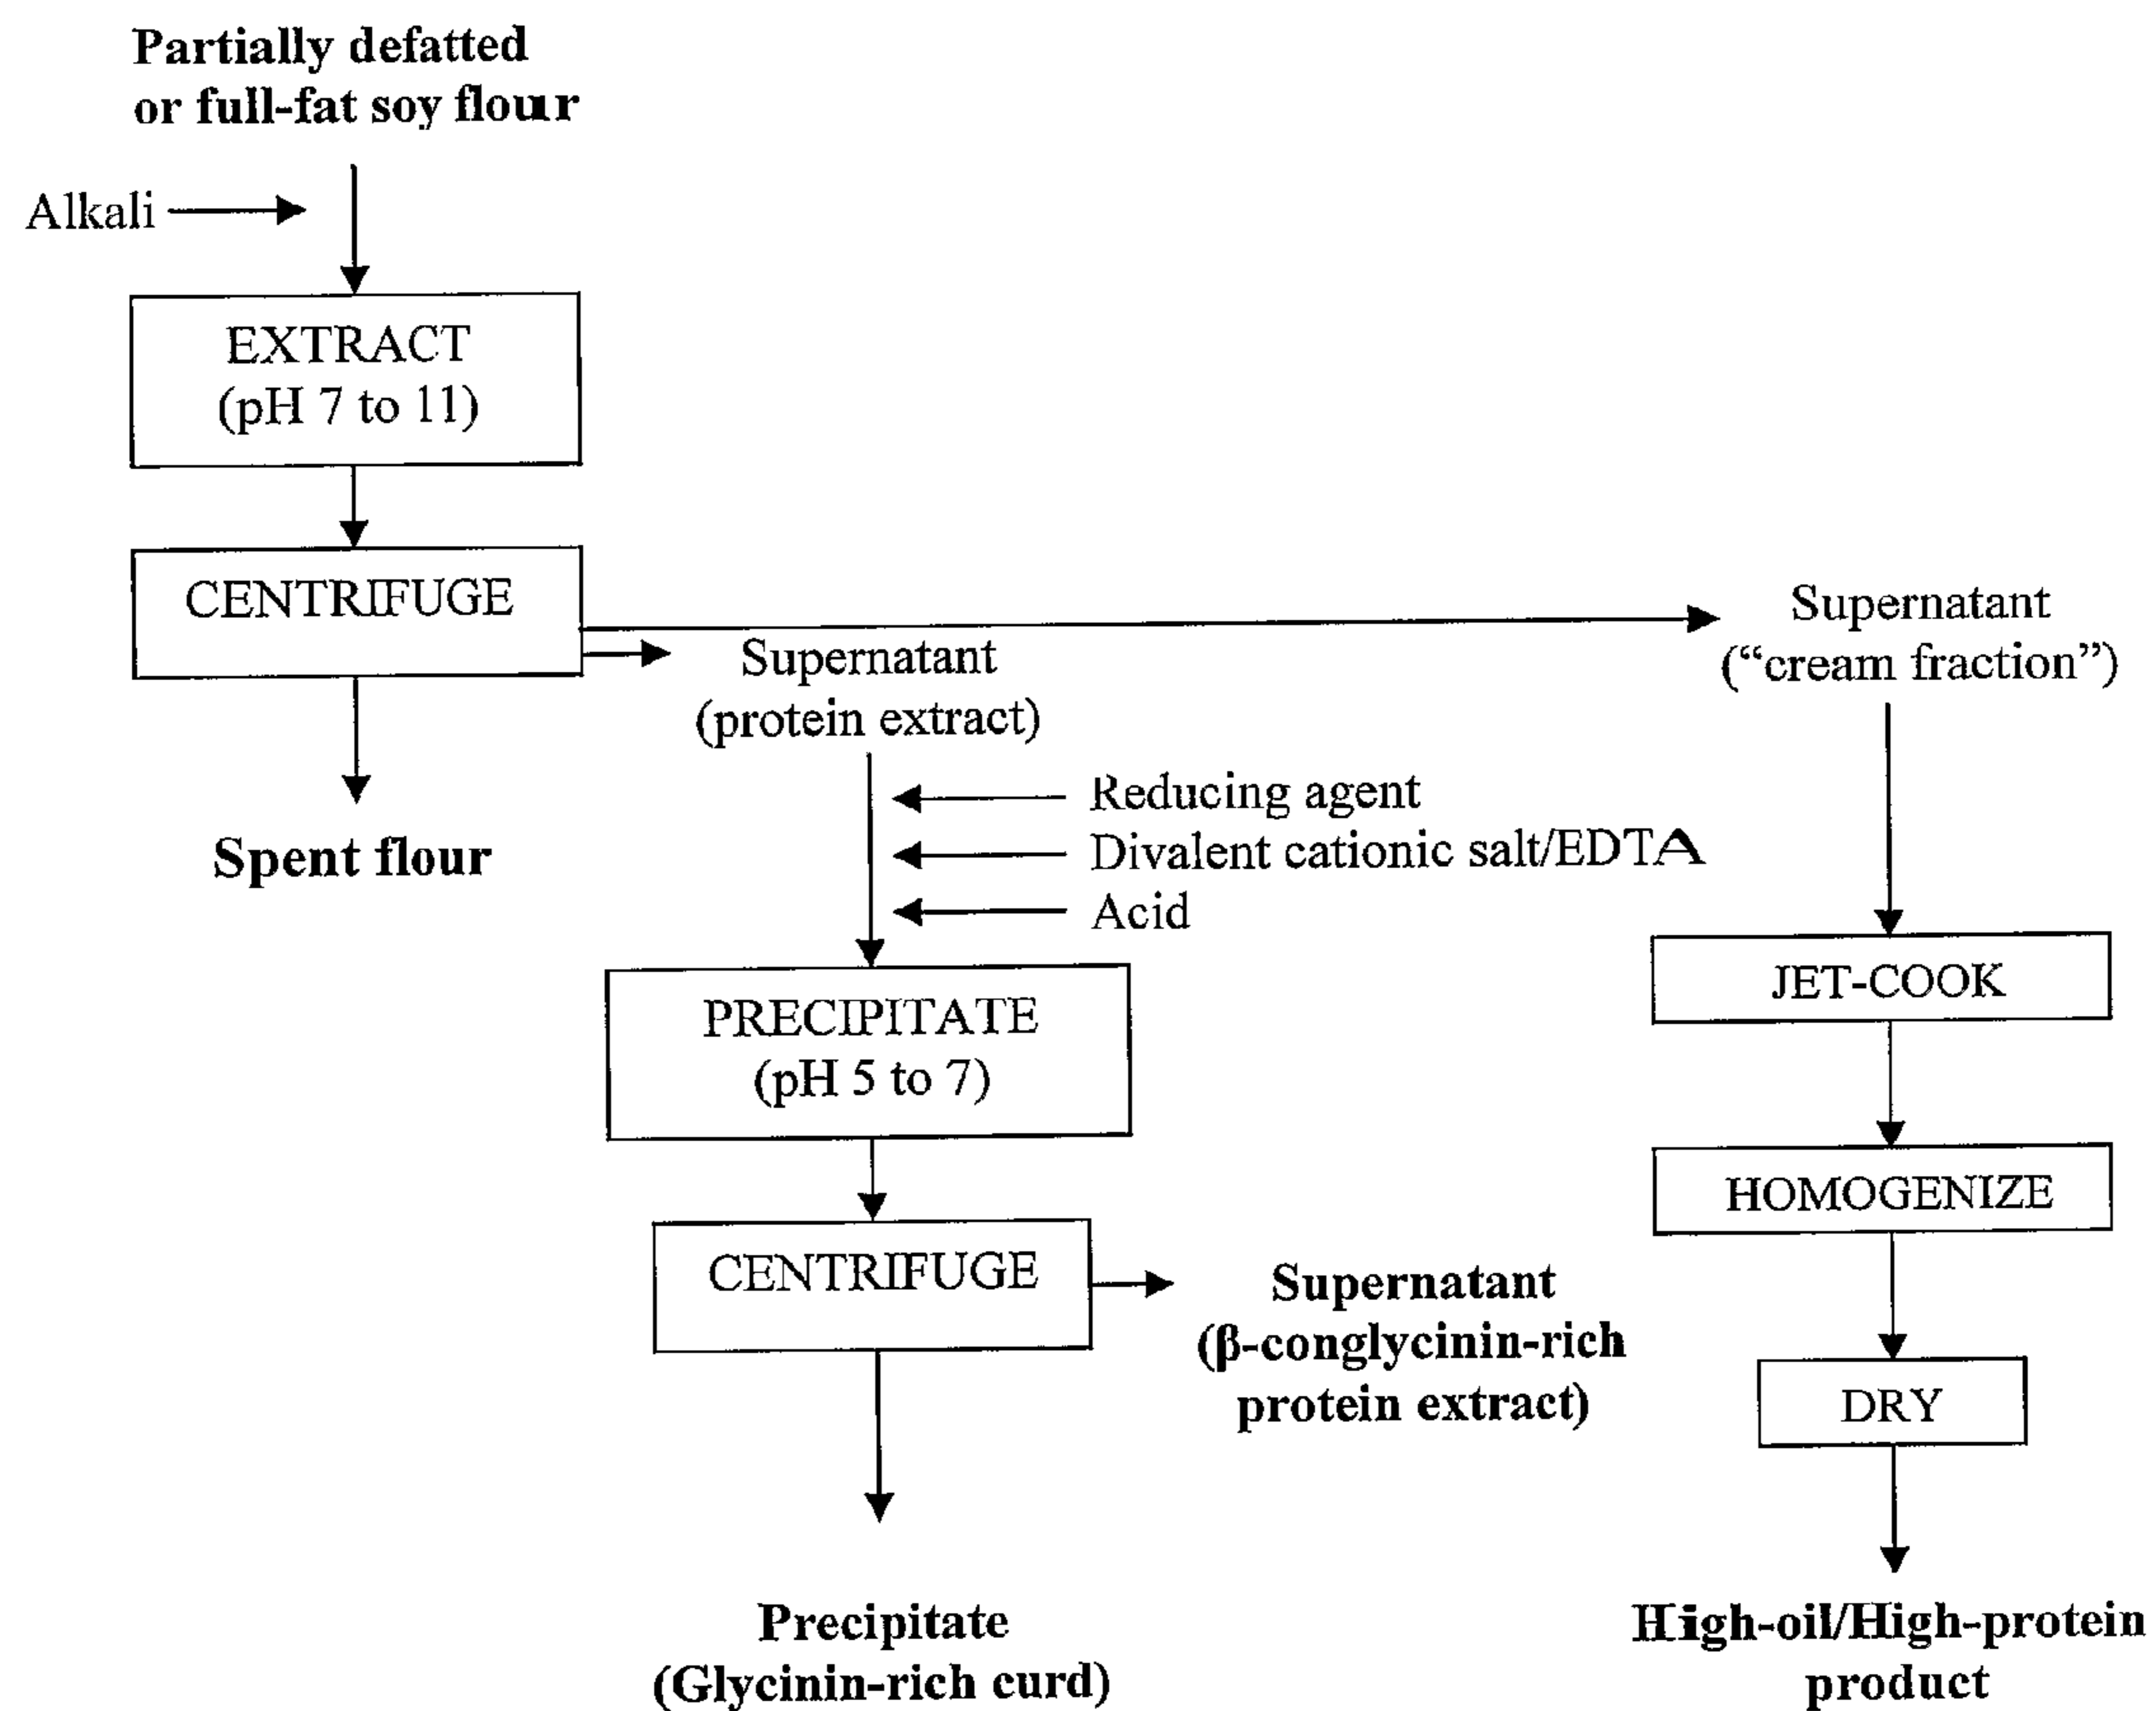 Partially defatted
or full-fat soy flour
Alkali
EXTRACT
(pH 7 to 11)
CENTRIFUGE
Spent flour
Supernatant
(protein extract)
Supernatant
(“cream fraction”)
Reducing agent
Divalent cationic salt/EDTA
Acid
PRECIPITATE
(pH 5 to 7)
CENTRIFUGE
Supernatant
(β-conglycinin-rich
protein extract)
Precipitate
(Glycinin-rich curd)
JET-COOK
HOMOGENIZE
DRY
High-oil/High-protein
product